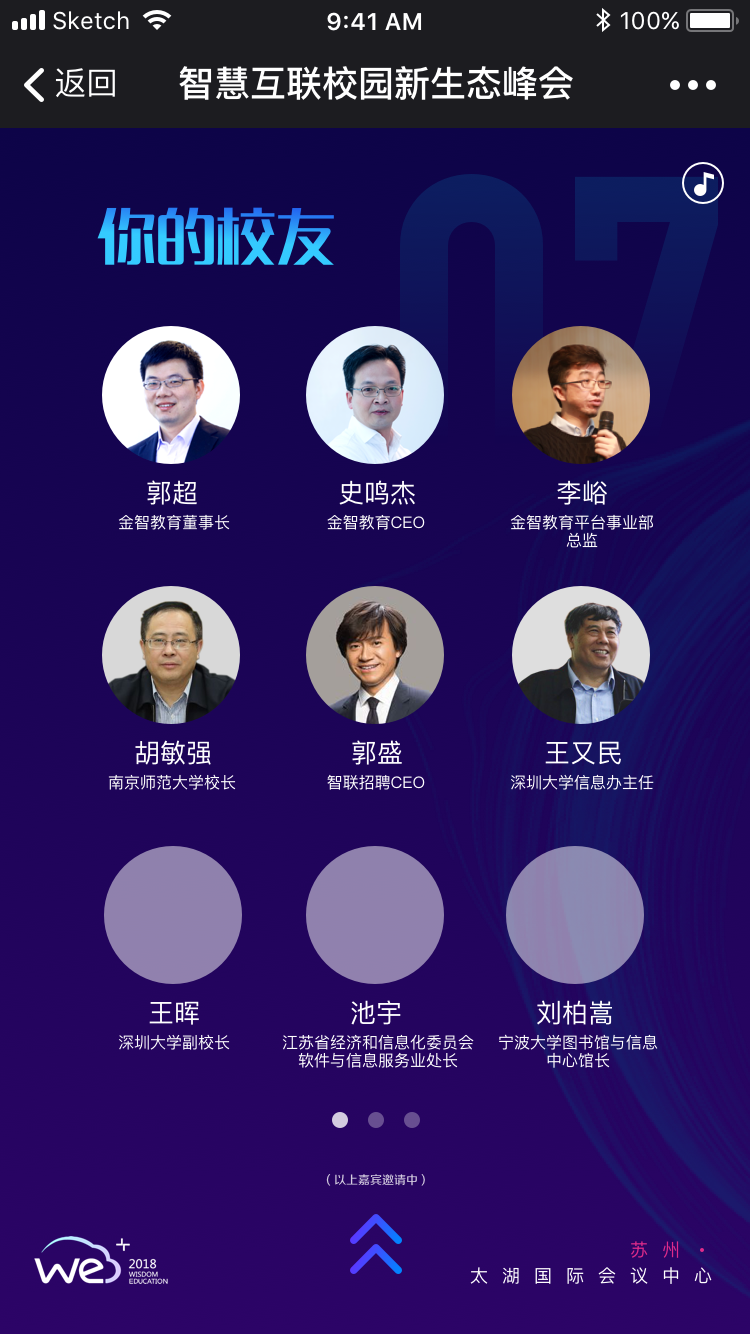 Sketch 9:41 AM 100%
返回 智慧互联校园新生态峰会
07
你的校友
郭超 史鸣杰 李峪
金智教育董事长 金智教育CEO 金智教育平台事业部
总监
胡敏强 郭盛 王又民
南京师范大学校长 智联招聘CEO 深圳大学信息办主任
王晖 池宇 刘柏嵩
深圳大学副校长 江苏省经济和信息化委员会 宁波大学图书馆与信息
软件与信息服务业处长 中心馆长
(以上嘉宾邀请中)
we+ 2018
WISDOM
EDUCATION
苏州·
太湖国际会议中心